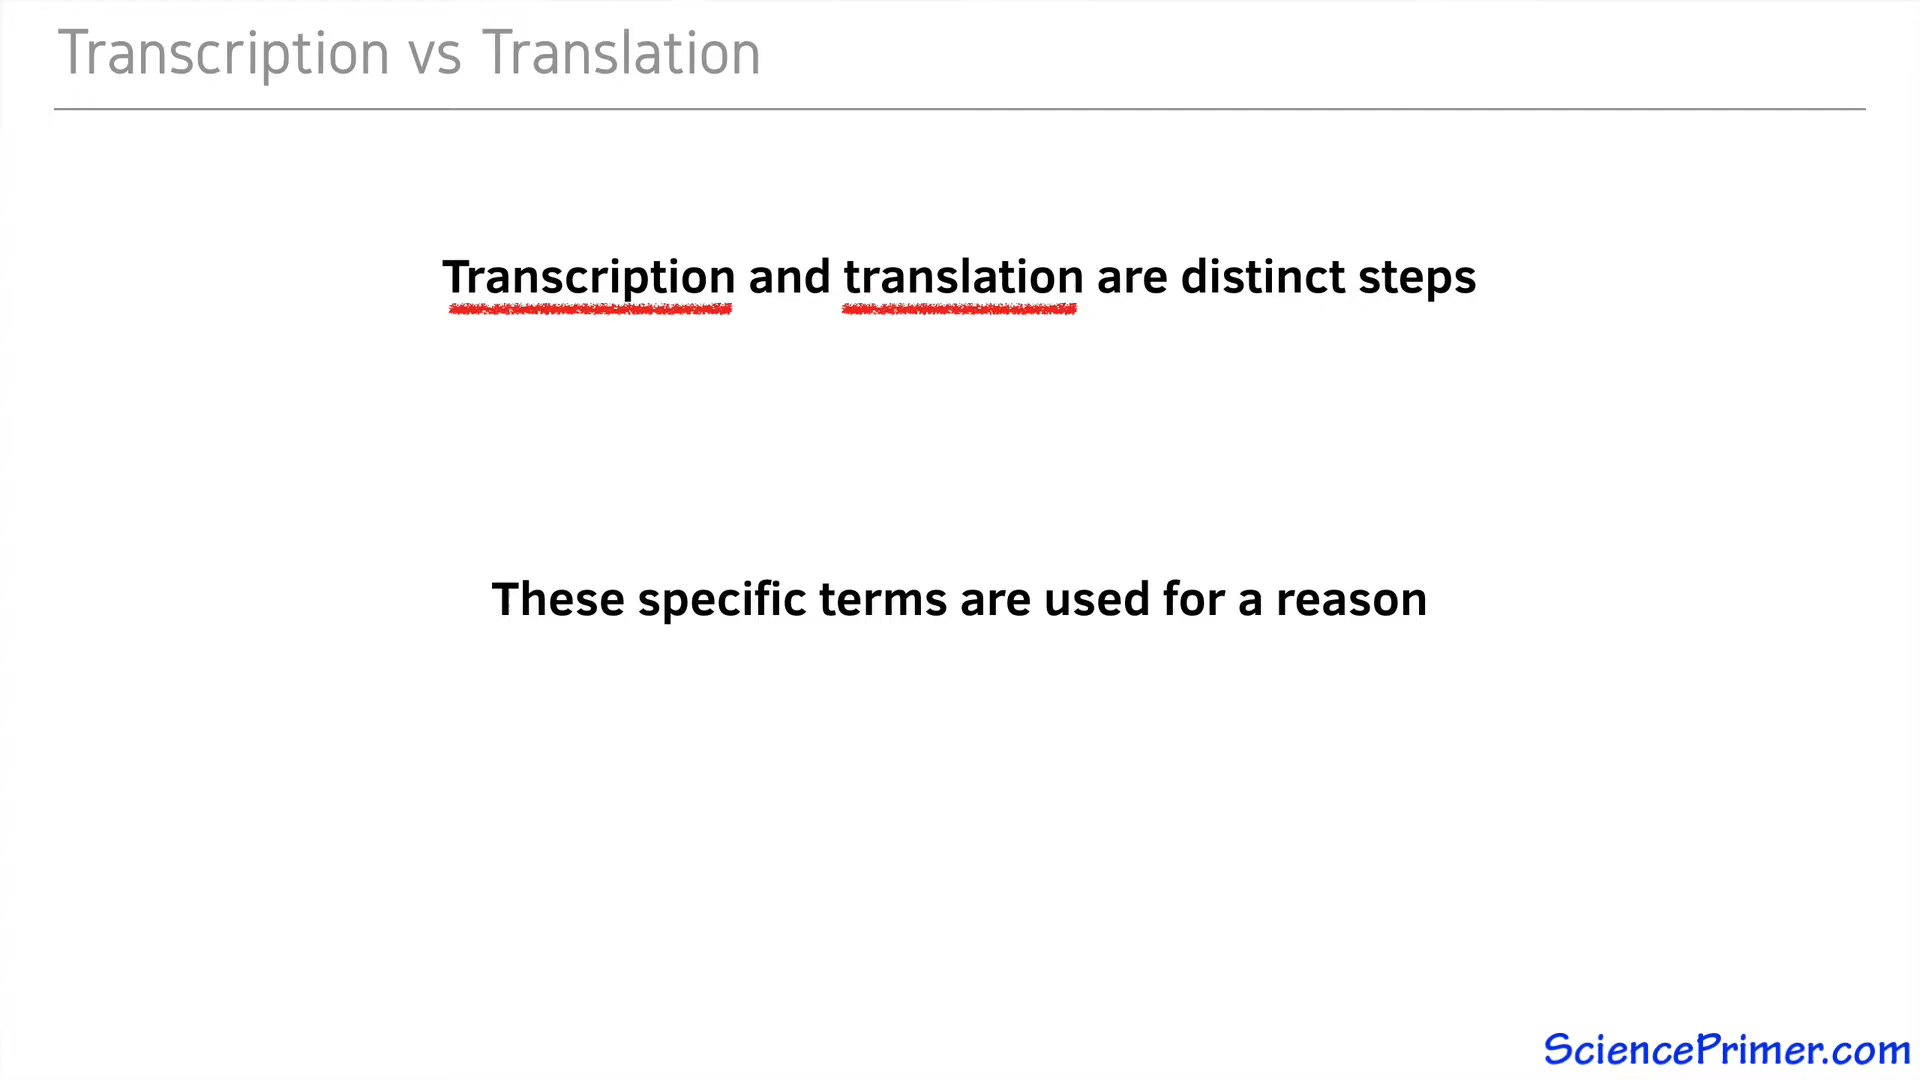 Transcription vs Translation
Transcription and translation are distinct steps
These specific terms are used for a reason
SciencePrimer.com